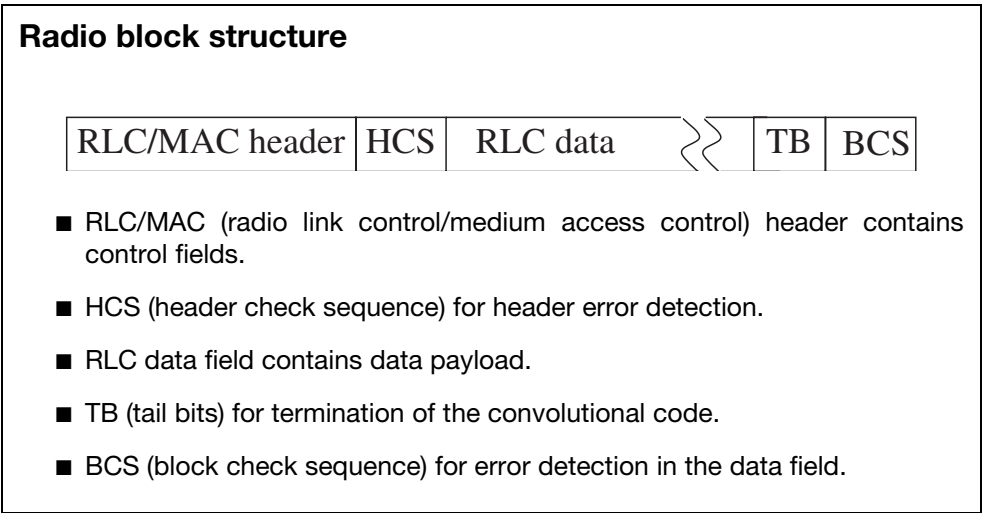 Radio block structure
RLC/MAC header HCS RLC data TB BCS
■ RLC/MAC (radio link control/medium access control) header contains
control fields.
■ HCS (header check sequence) for header error detection.
■ RLC data field contains data payload.
■ TB (tail bits) for termination of the convolutional code.
■ BCS (block check sequence) for error detection in the data field.